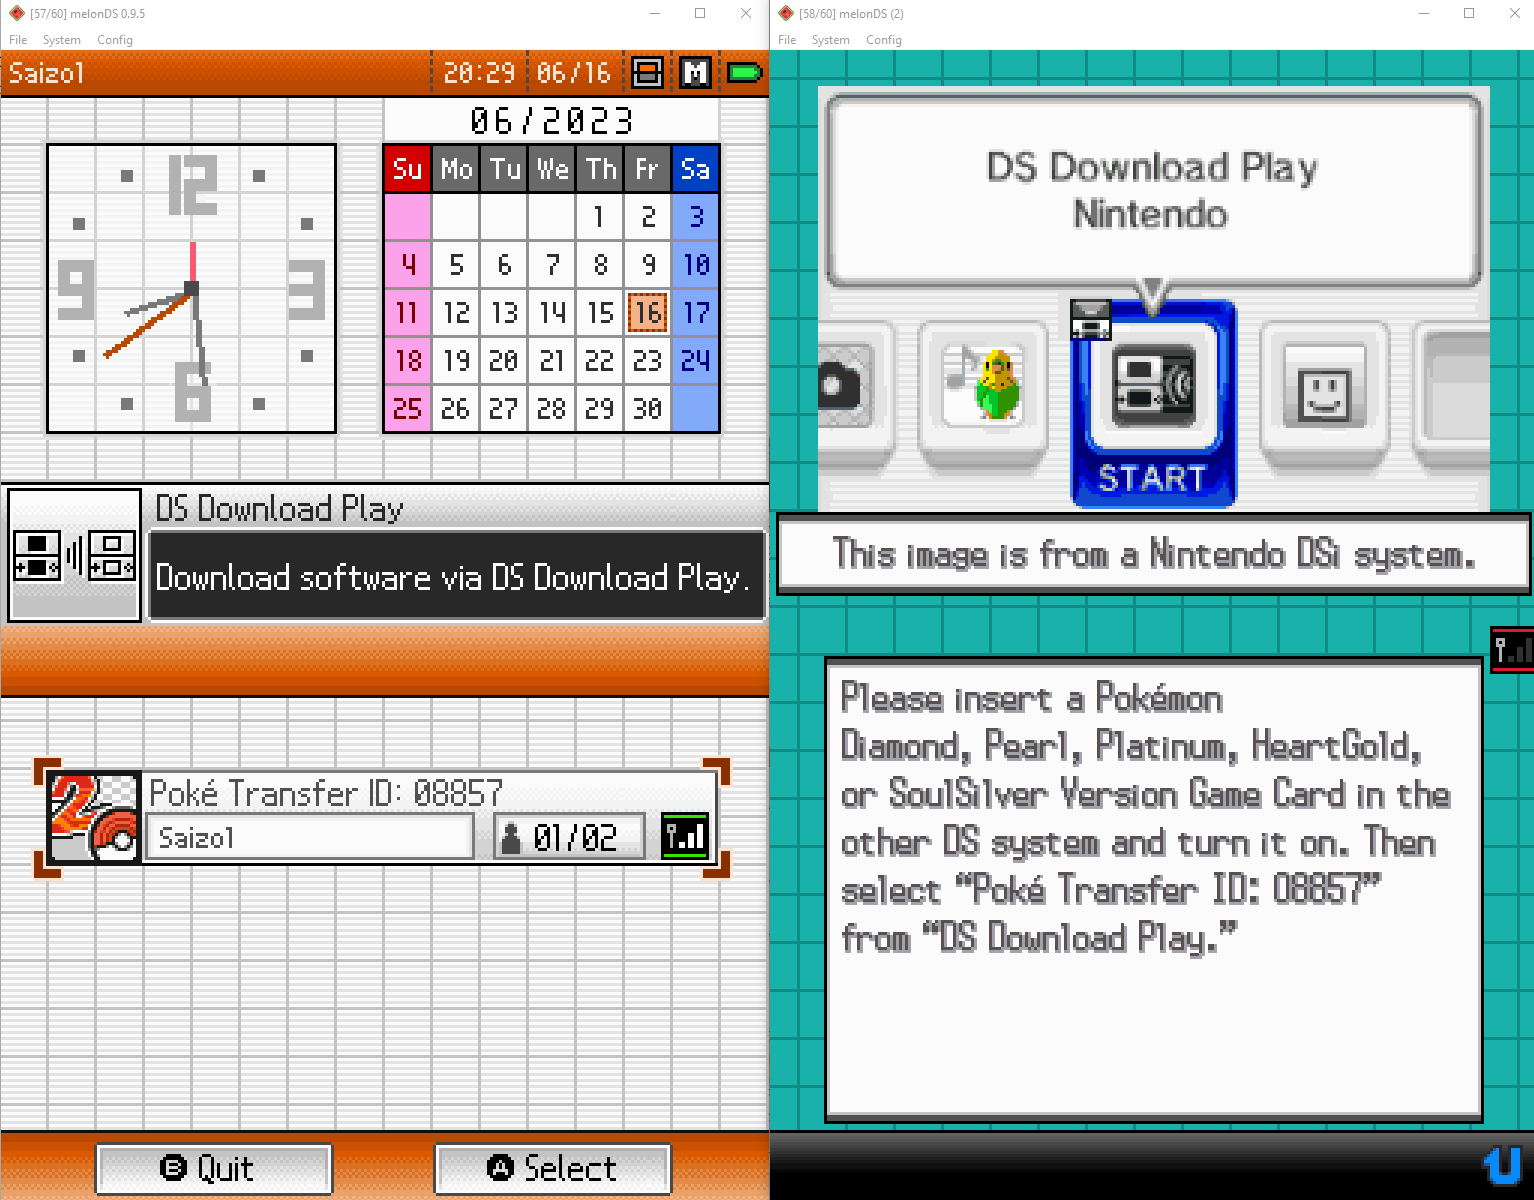 [57/60] melonDS 0.9.5
File System Config
Saizo1
20:29 06/16 M
06/2023
12
3
6
9
Su Mo Tu We Th Fr Sa
1 2 3
4 5 6 7 8 9 10
11 12 13 14 15 16 17
18 19 20 21 22 23 24
25 26 27 28 29 30
DS Download Play
Download software via DS Download Play.
2
Poké Transfer ID: 08857
Saizo1
01/02
B Quit
A Select
[58/60] melonDS (2)
File System Config
DS Download Play
Nintendo
START
This image is from a Nintendo DSi system.
Please insert a Pokémon
Diamond, Pearl, Platinum, HeartGold,
or SoulSilver Version Game Card in the
other DS system and turn it on. Then
select “Poké Transfer ID: 08857”
from “DS Download Play.”